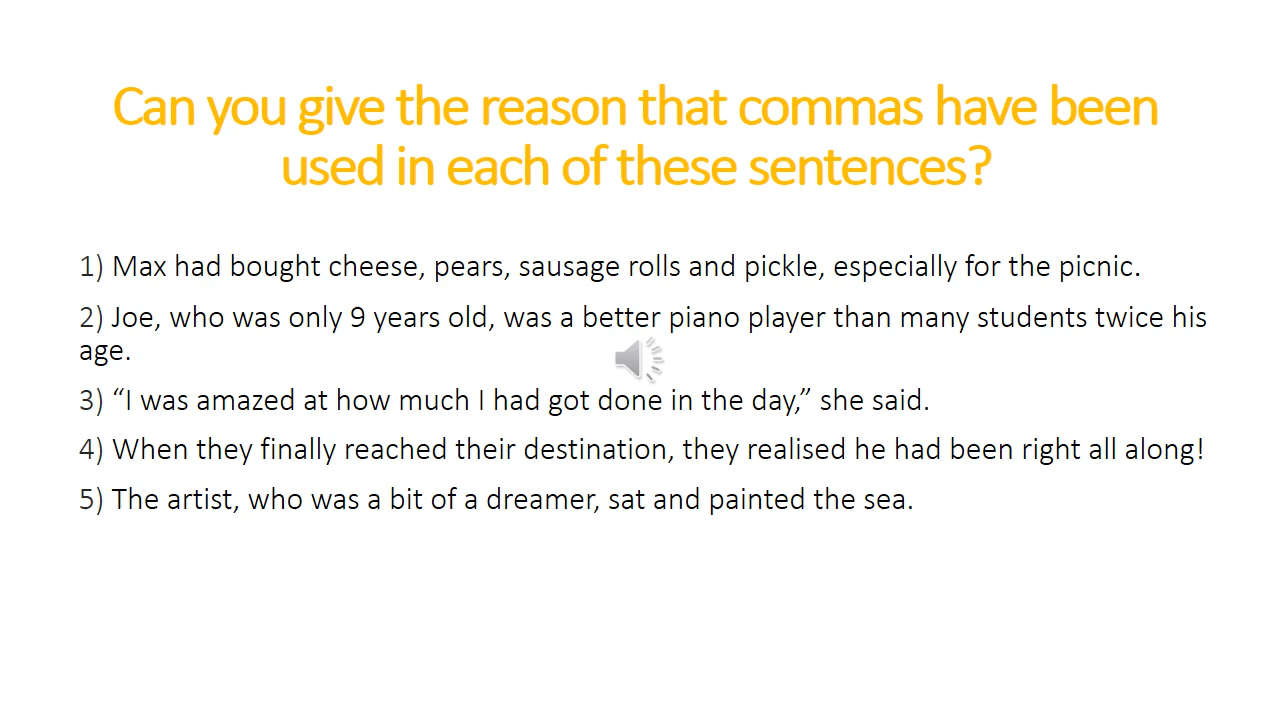 Can you give the reason that commas have been
used in each of these sentences?
1) Max had bought cheese, pears, sausage rolls and pickle, especially for the picnic.
2) Joe, who was only 9 years old, was a better piano player than many students twice his
age.
3) “I was amazed at how much I had got done in the day,” she said.
4) When they finally reached their destination, they realised he had been right all along!
5) The artist, who was a bit of a dreamer, sat and painted the sea.